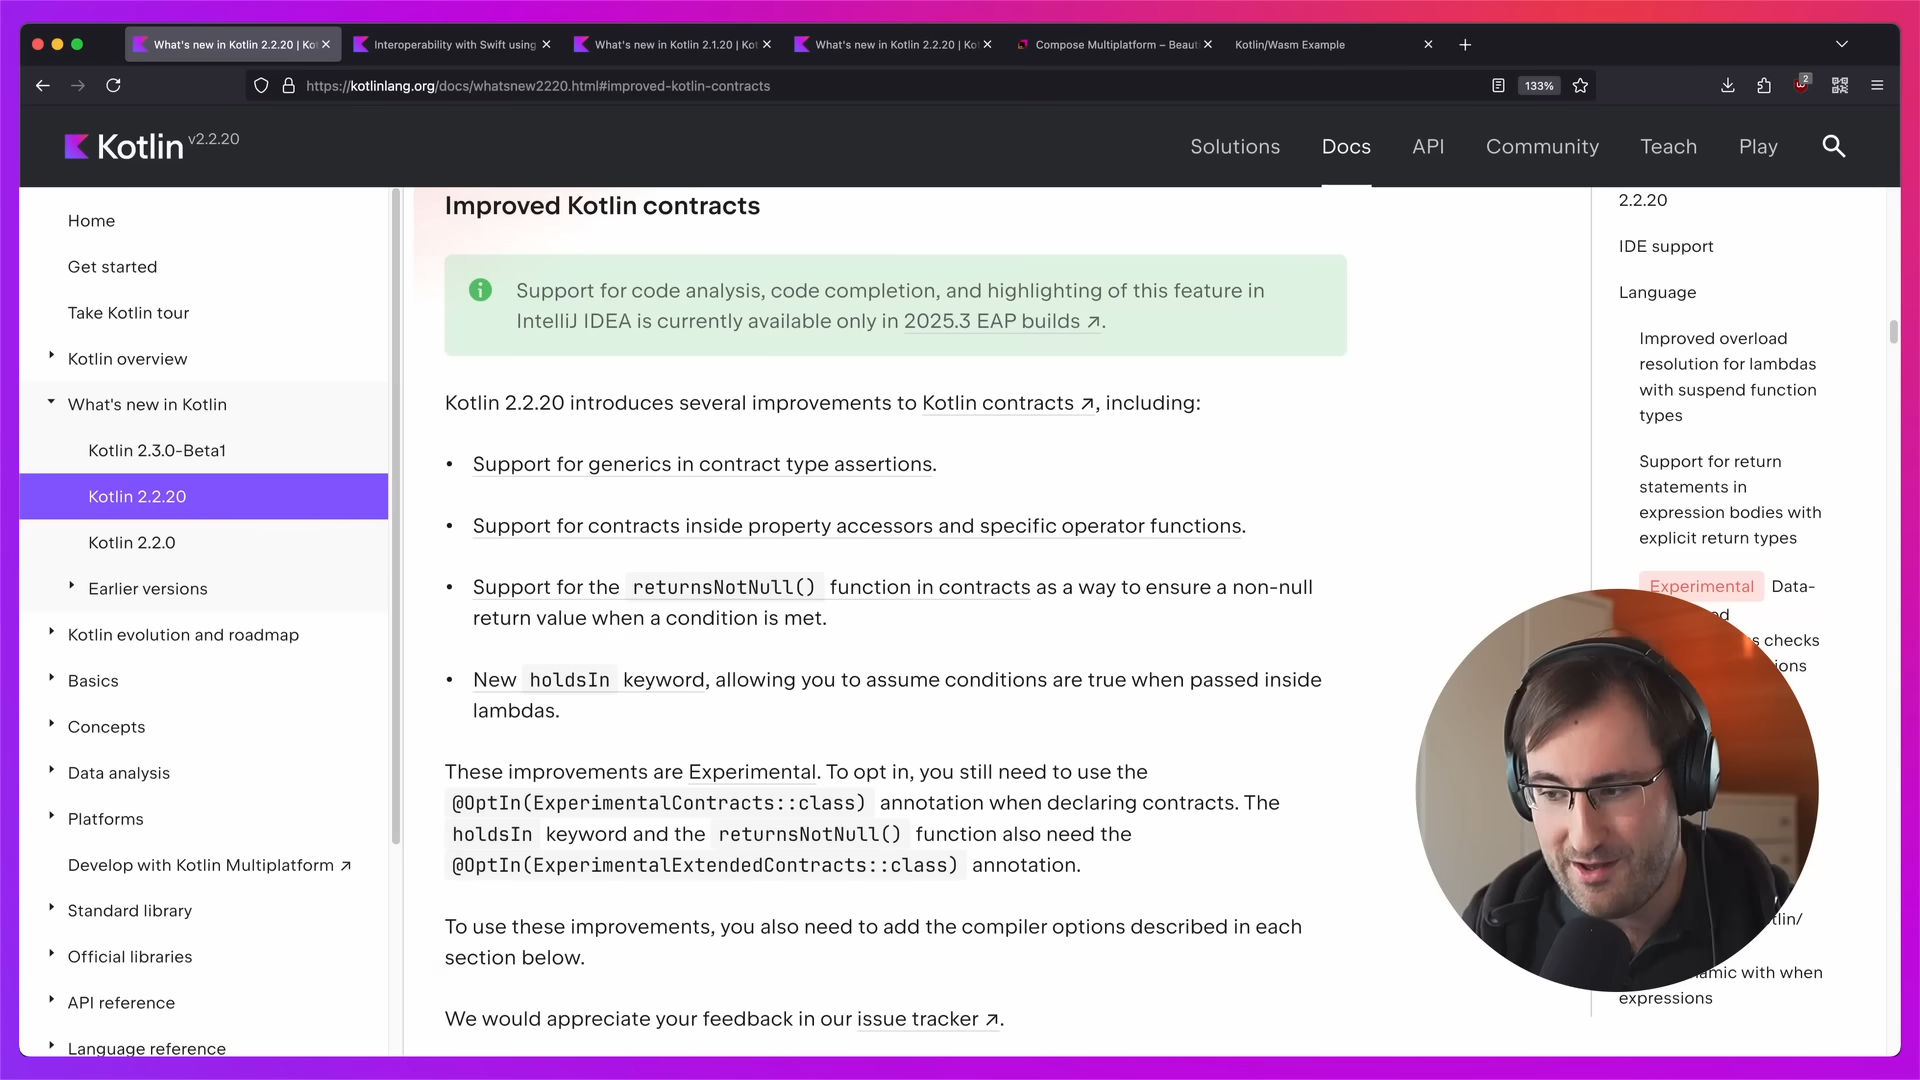 What's new in Kotlin 2.2.20 | Ko
Interoperability with Swift using
What's new in Kotlin 2.1.20 | Kot
What's new in Kotlin 2.2.20 | Kot
Compose Multiplatform – Beaut
Kotlin/Wasm Example
https://kotlinlang.org/docs/whatsnew2220.html#improved-kotlin-contracts
133%
2
Kotlin v2.2.20
Solutions
Docs
API
Community
Teach
Play
Home
Get started
Take Kotlin tour
Kotlin overview
What's new in Kotlin
Kotlin 2.3.0-Beta1
Kotlin 2.2.20
Kotlin 2.2.0
Earlier versions
Kotlin evolution and roadmap
Basics
Concepts
Data analysis
Platforms
Develop with Kotlin Multiplatform ↗
Standard library
Official libraries
API reference
Language reference
Improved Kotlin contracts
Support for code analysis, code completion, and highlighting of this feature in
IntelliJ IDEA is currently available only in 2025.3 EAP builds ↗.
Kotlin 2.2.20 introduces several improvements to Kotlin contracts ↗, including:
• Support for generics in contract type assertions.
• Support for contracts inside property accessors and specific operator functions.
• Support for the returnsNotNull() function in contracts as a way to ensure a non-null
return value when a condition is met.
• New holdsIn keyword, allowing you to assume conditions are true when passed inside
lambdas.
These improvements are Experimental. To opt in, you still need to use the
@OptIn(ExperimentalContracts::class) annotation when declaring contracts. The
holdsIn keyword and the returnsNotNull() function also need the
@OptIn(ExperimentalExtendedContracts::class) annotation.
To use these improvements, you also need to add the compiler options described in each
section below.
We would appreciate your feedback in our issue tracker ↗.
2.2.20
IDE support
Language
Improved overload
resolution for lambdas
with suspend function
types
Support for return
statements in
expression bodies with
explicit return types
Experimental Data-
checks
with when
expressions